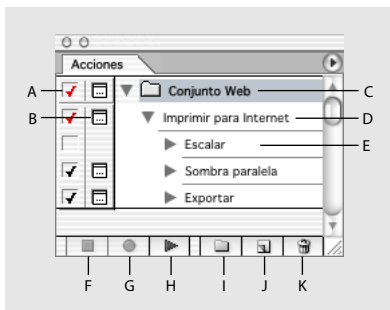 Acciones
A
Conjunto Web
C
B
Imprimir para Internet
D
Escalar
E
Sombra paralela
Exportar
F
G
H
I
J
K